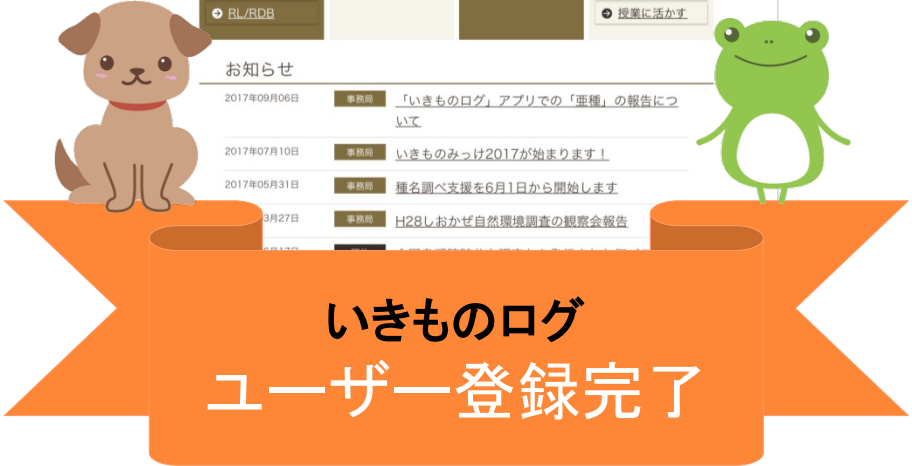 RL/RDB
授業に活かす
お知らせ
2017年09月06日 事務局 「いきものログ」アプリでの「亜種」の報告につ
いて
2017年07月10日 事務局 いきものみっけ2017が始まります！
2017年05月31日 事務局 種名調べ支援を6月1日から開始します
3月27日 事務局 H28しおかぜ自然環境調査の観察会報告
いきものログ
ユーザー登録完了